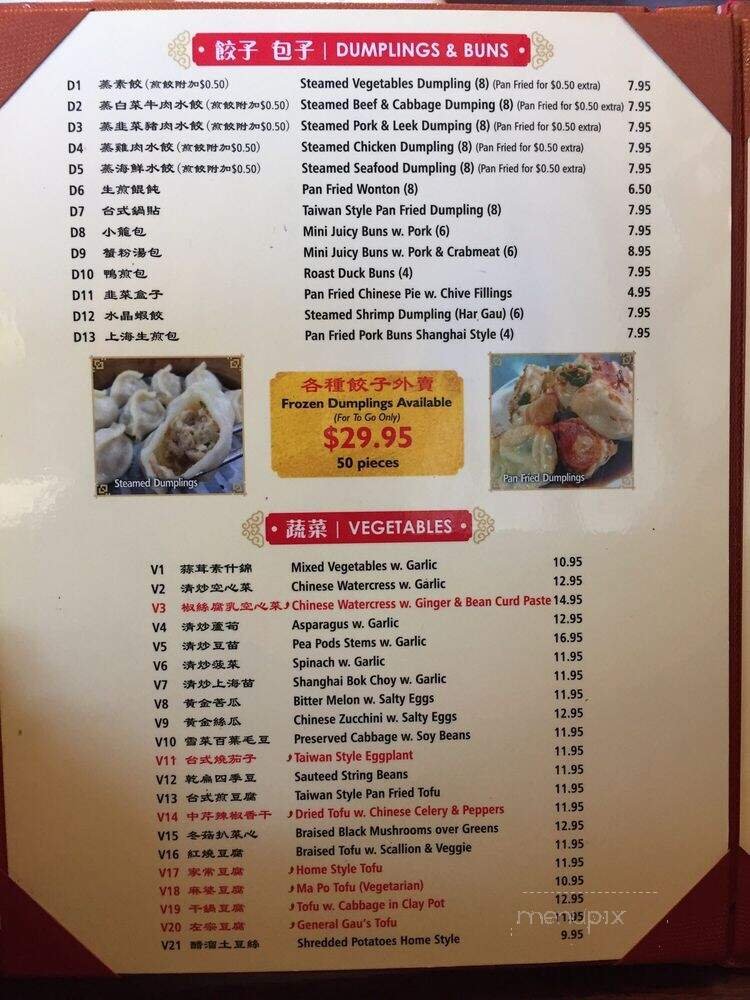 餃子 包子 | DUMPLINGS & BUNS
D1 蒸素餃(煎餃附加$0.50) Steamed Vegetables Dumpling (8) (Pan Fried for $0.50 extra) 7.95
D2 蒸白菜牛肉水餃(煎餃附加$0.50) Steamed Beef & Cabbage Dumping (8) (Pan Fried for $0.50 extra) 7.95
D3 蒸韭菜豬肉水餃(煎餃附加$0.50) Steamed Pork & Leek Dumping (8) (Pan Fried for $0.50 extra) 7.95
D4 蒸雞肉水餃(煎餃附加$0.50) Steamed Chicken Dumpling (8) (Pan Fried for $0.50 extra) 7.95
D5 蒸海鮮水餃(煎餃附加$0.50) Steamed Seafood Dumpling (8) (Pan Fried for $0.50 extra) 7.95
D6 生煎餛飩 Pan Fried Wonton (8) 6.50
D7 台式鍋貼 Taiwan Style Pan Fried Dumpling (8) 7.95
D8 小籠包 Mini Juicy Buns w. Pork (6) 7.95
D9 蟹粉湯包 Mini Juicy Buns w. Pork & Crabmeat (6) 8.95
D10 鴨煎包 Roast Duck Buns (4) 7.95
D11 韭菜盒子 Pan Fried Chinese Pie w. Chive Fillings 4.95
D12 水晶蝦餃 Steamed Shrimp Dumpling (Har Gau) (6) 7.95
D13 上海生煎包 Pan Fried Pork Buns Shanghai Style (4) 7.95
Steamed Dumplings
各種餃子外賣
Frozen Dumplings Available
(For To Go Only)
$29.95
50 pieces
Pan Fried Dumplings
蔬菜 | VEGETABLES
V1 蒜茸素什錦 Mixed Vegetables w. Garlic 10.95
V2 清炒空心菜 Chinese Watercress w. Garlic 12.95
V3 椒絲腐乳空心菜 Chinese Watercress w. Ginger & Bean Curd Paste 14.95
V4 清炒蘆筍 Asparagus w. Garlic 12.95
V5 清炒豆苗 Pea Pods Stems w. Garlic 16.95
V6 清炒菠菜 Spinach w. Garlic 11.95
V7 清炒上海苗 Shanghai Bok Choy w. Garlic 11.95
V8 黃金苦瓜 Bitter Melon w. Salty Eggs 11.95
V9 黃金絲瓜 Chinese Zucchini w. Salty Eggs 12.95
V10 雪菜百葉毛豆 Preserved Cabbage w. Soy Beans 11.95
V11 台式燒茄子 Taiwan Style Eggplant 11.95
V12 乾扁四季豆 Sauteed String Beans 11.95
V13 台式煎豆腐 Taiwan Style Pan Fried Tofu 11.95
V14 中芹辣椒香干 Dried Tofu w. Chinese Celery & Peppers 11.95
V15 冬菇扒菜心 Braised Black Mushrooms over Greens 12.95
V16 紅燒豆腐 Braised Tofu w. Scallion & Veggie 11.95
V17 家常豆腐 Home Style Tofu 11.95
V18 麻婆豆腐 Ma Po Tofu (Vegetarian) 10.95
V19 干鍋豆腐 Tofu w. Cabbage in Clay Pot 12.95
V20 左宗豆腐 General Gau's Tofu 11.95
V21 醋溜土豆絲 Shredded Potatoes Home Style 9.95
menupix